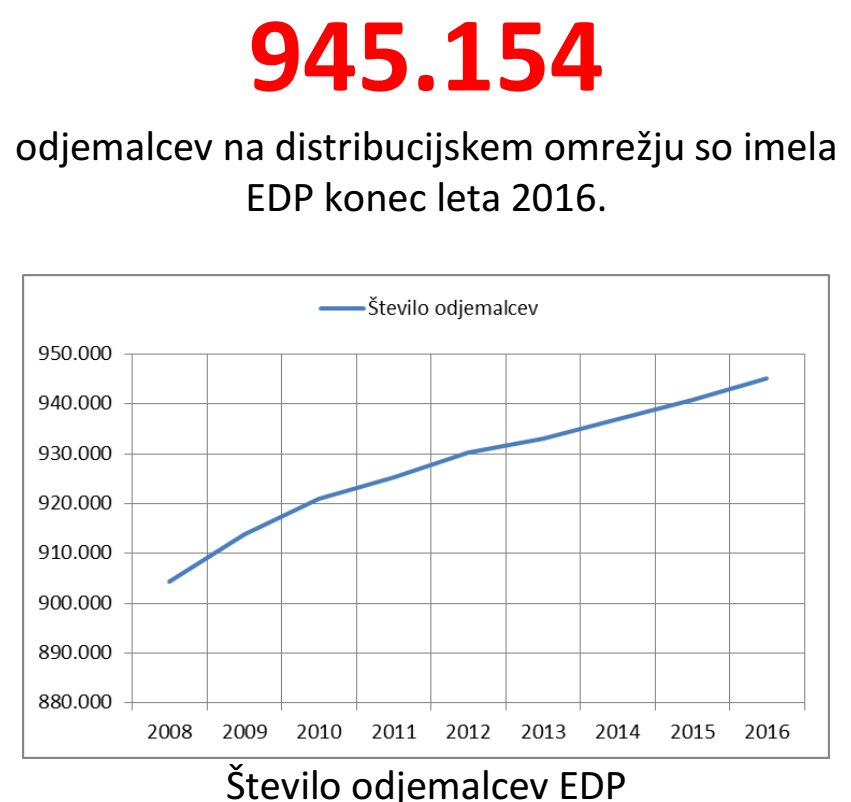 945.154
odjemalcev na distribucijskem omrežju so imela
EDP konec leta 2016.
Število odjemalcev
950.000
940.000
930.000
920.000
910.000
900.000
890.000
880.000
2008 2009 2010 2011 2012 2013 2014 2015 2016
Število odjemalcev EDP